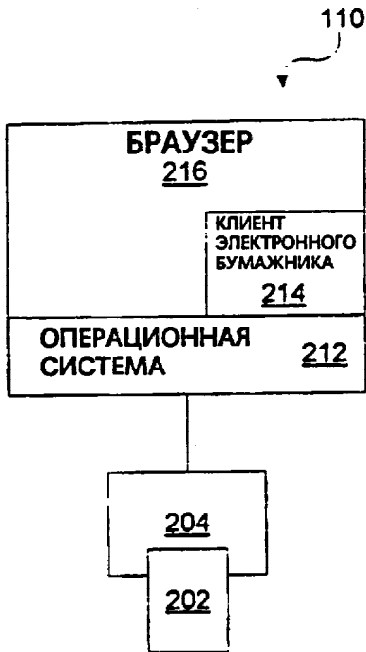 110
БРАУЗЕР
216
КЛИЕНТ
ЭЛЕКТРОННОГО
БУМАЖНИКА
214
ОПЕРАЦИОННАЯ
СИСТЕМА
212
204
202